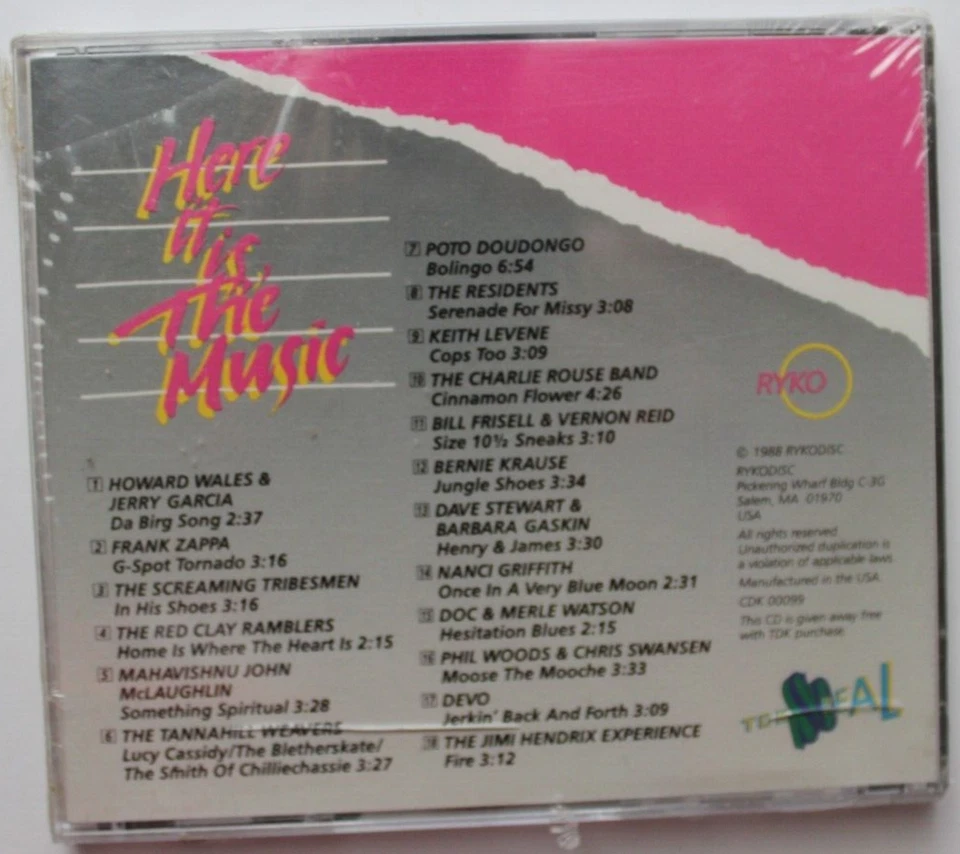 Here
it
is,
The
Music
1 HOWARD WALES &
JERRY GARCIA
Da Birg Song 2:37
2 FRANK ZAPPA
G-Spot Tornado 3:16
3 THE SCREAMING TRIBESMEN
In His Shoes 3:16
4 THE RED CLAY RAMBLERS
Home Is Where The Heart Is 2:15
5 MAHAVISHNU JOHN
McLAUGHLIN
Something Spiritual 3:28
6 THE TANNAHILL WEAVERS
Lucy Cassidy/The Bletherskate/
The Smith Of Chilliechassie 3:27
7 POTO DOUDONGO
Bolingo 6:54
8 THE RESIDENTS
Serenade For Missy 3:08
9 KEITH LEVENE
Cops Too 3:09
10 THE CHARLIE ROUSE BAND
Cinnamon Flower 4:26
11 BILL FRISELL & VERNON REID
Size 10½ Sneaks 3:10
12 BERNIE KRAUSE
Jungle Shoes 3:34
13 DAVE STEWART &
BARBARA GASKIN
Henry & James 3:30
14 NANCI GRIFFITH
Once In A Very Blue Moon 2:31
15 DOC & MERLE WATSON
Hesitation Blues 2:15
16 PHIL WOODS & CHRIS SWANSEN
Moose The Mooche 3:33
17 DEVO
Jerkin' Back And Forth 3:09
18 THE JIMI HENDRIX EXPERIENCE
Fire 3:12
RYKO
© 1988 RYKODISC
RYKODISC
Pickering Wharf Bldg C-3G
Salem, MA 01970
USA
All rights reserved.
Unauthorized duplication is
a violation of applicable laws.
Manufactured in the USA.
CDK 00099
This CD is given away free
with TDK purchase.